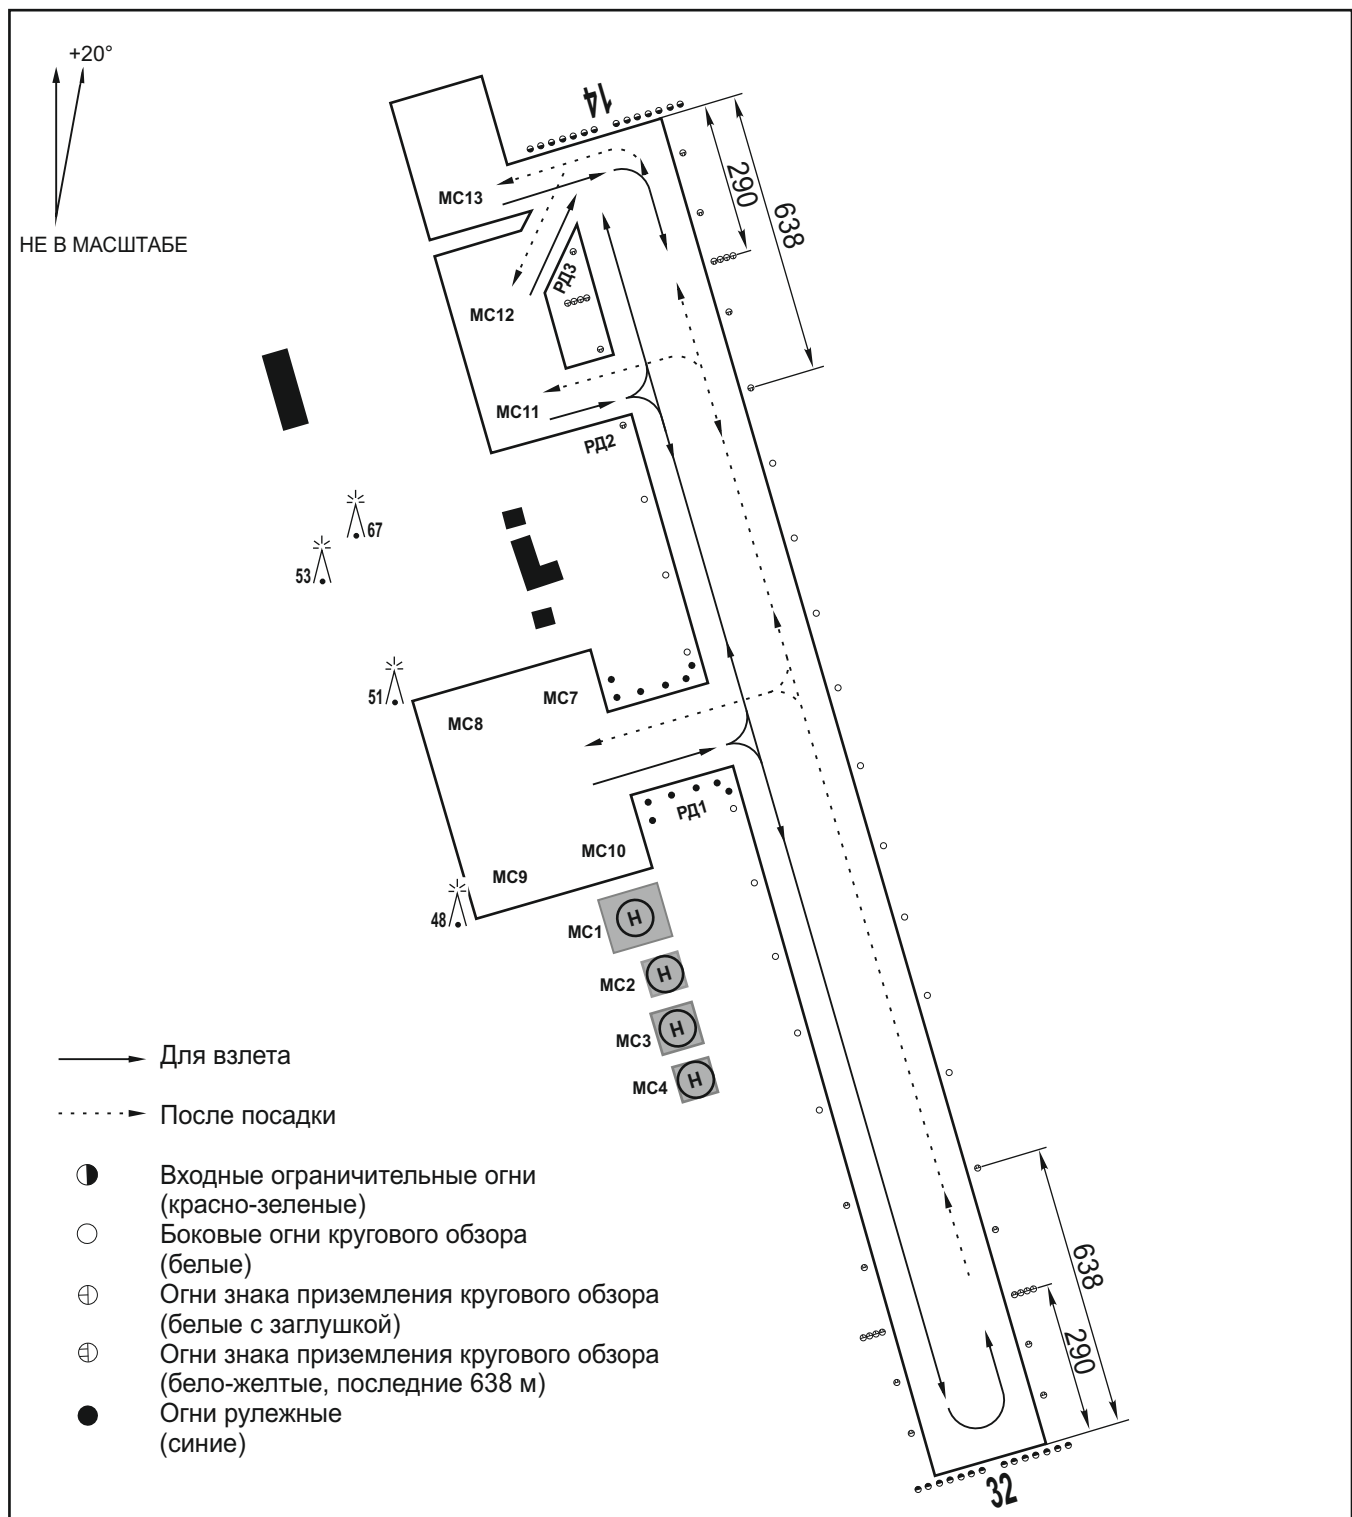 +20°
НЕ В МАСШТАБЕ
14
290
638
МС13
РД3
МС12
МС11
РД2
67
53
51
МС7
МС8
РД1
МС10
МС9
48
МС1
H
МС2
H
МС3
H
МС4
H
Для взлета
После посадки
Входные ограничительные огни
(красно-зеленые)
Боковые огни кругового обзора
(белые)
Огни знака приземления кругового обзора
(белые с заглушкой)
Огни знака приземления кругового обзора
(бело-желтые, последние 638 м)
Огни рулежные
(синие)
638
290
32